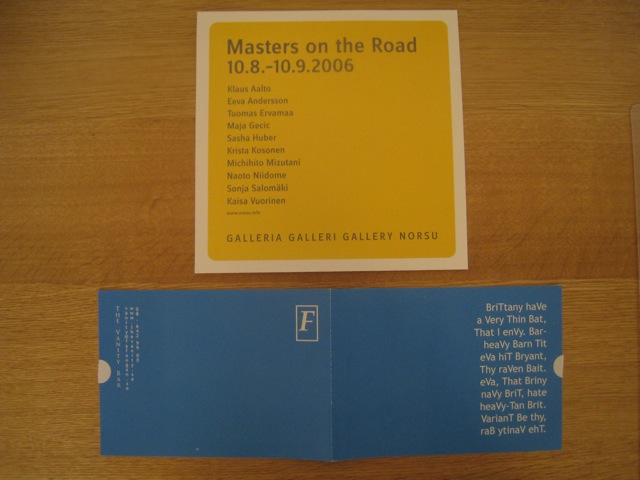 Masters on the Road
10.8.-10.9.2006
Klaus Aalto
Eeva Andersson
Tuomas Ervamaa
Maja Gecic
Sasha Huber
Krista Kosonen
Michihito Mizutani
Naoto Niidome
Sonja Salomäki
Kaisa Vuorinen
GALLERIA GALLERI GALLERY NORSU
THE VANITY BAR
F
BriTtany haVe
a Very Thin Bat,
That I enVy. Bar-
heaVy Barn Tit
eVa hiT Bryant,
Thy raVen Bait.
eVa, That Briny
naVy BriT, hate
heaVy-Tan Brit.
VarianT Be thy,
raB ytinaV ehT.